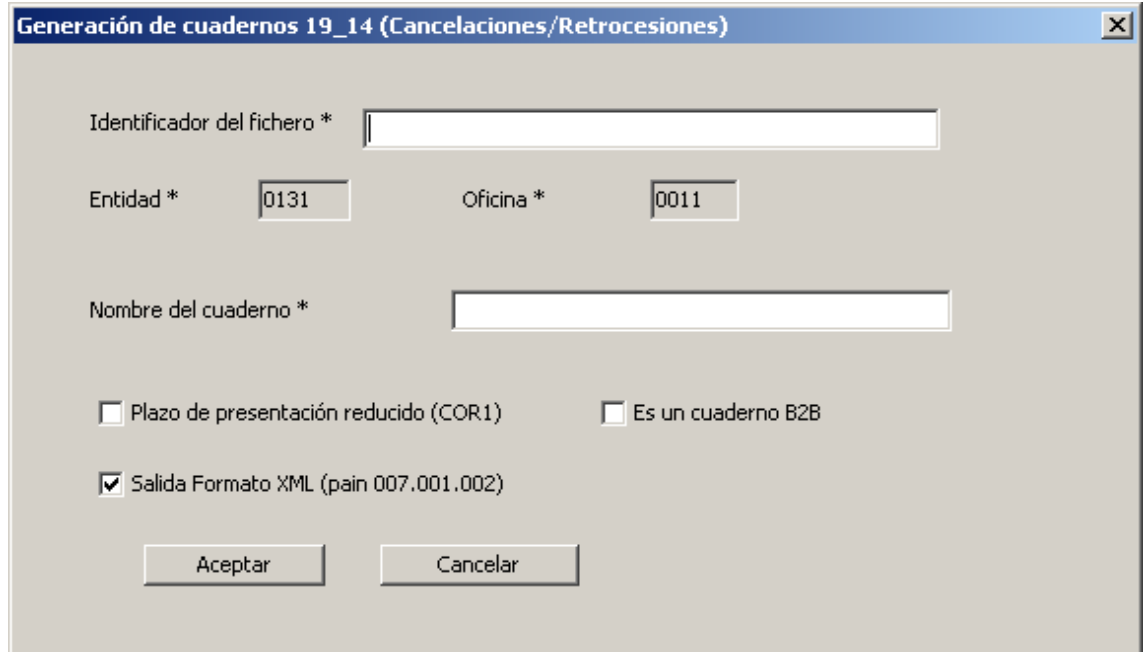 Generación de cuadernos 19_14 (Cancelaciones/Retrocesiones)
Identificador del fichero *
Entidad * 0131 Oficina * 0011
Nombre del cuaderno *
Plazo de presentación reducido (COR1) Es un cuaderno B2B
Salida Formato XML (pain 007.001.002)
Aceptar Cancelar